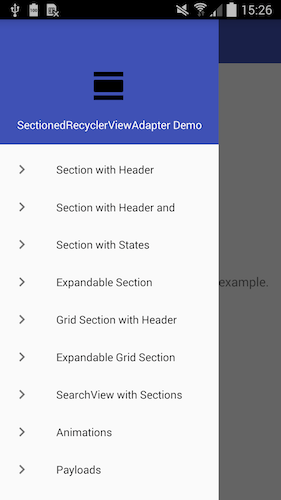 100
15:26
SectionedRecyclerViewAdapter Demo
Section with Header
Section with Header and
Section with States
Expandable Section
example.
Grid Section with Header
Expandable Grid Section
SearchView with Sections
Animations
Payloads